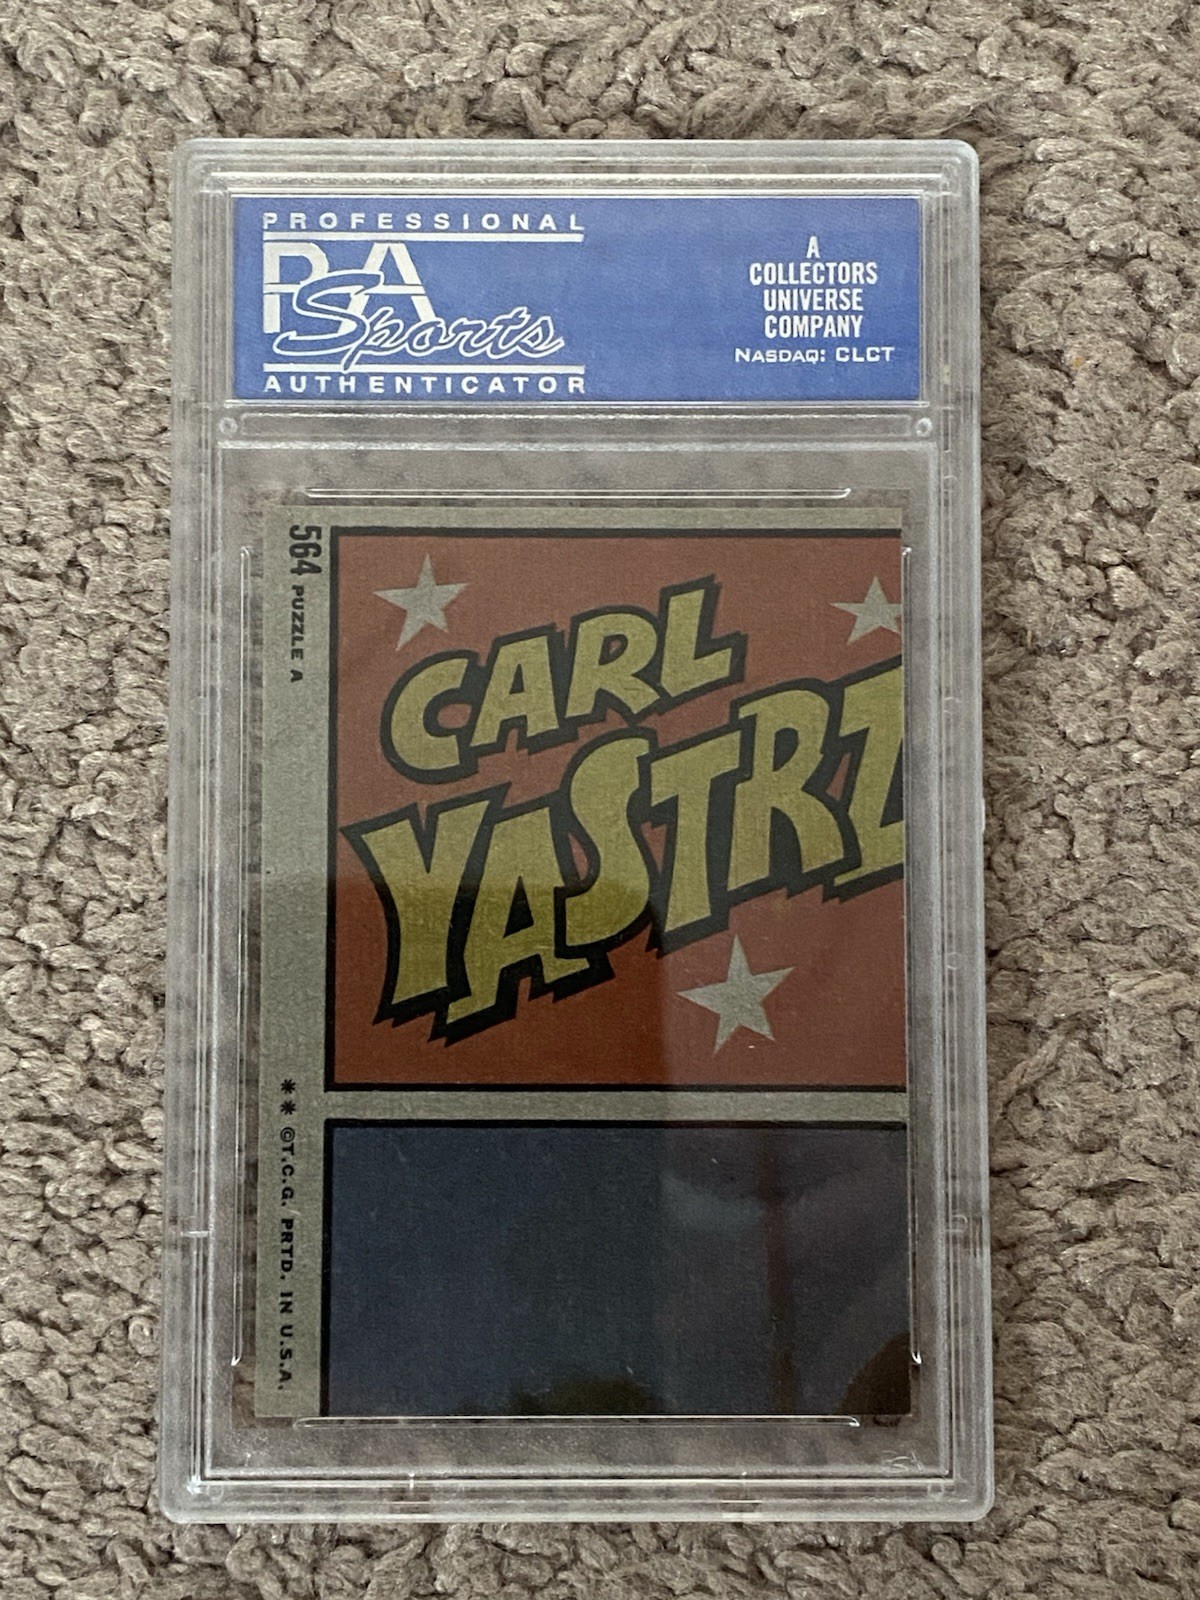 PROFESSIONAL
PSA
Sports
AUTHENTICATOR
A
COLLECTORS
UNIVERSE
COMPANY
NASDAQ: CLCT
564 PUZZLE A
CARL
YASTRZ
** ©T.C.G. PRTD. IN U.S.A.